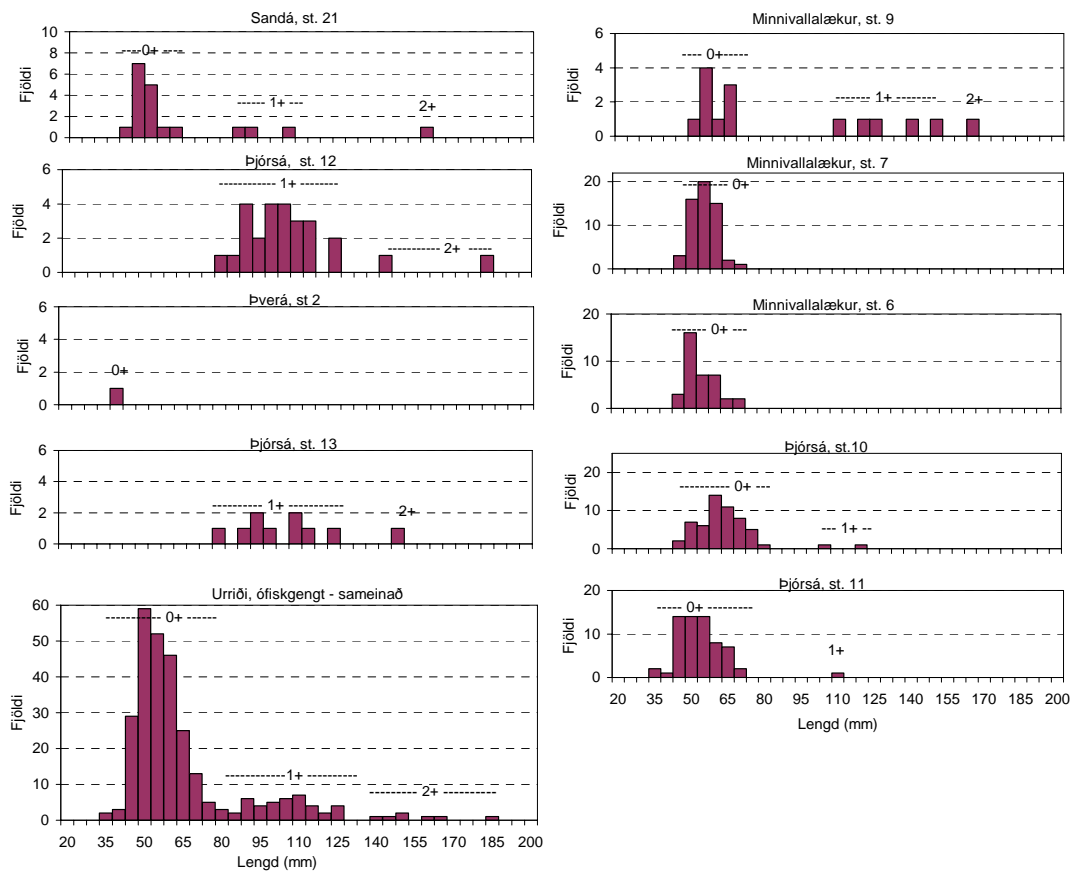 Sandá, st. 21
Fjöldi
10
8
6
4
2
0
0+
1+
2+
Þjórsá, st. 12
Fjöldi
6
4
2
0
1+
2+
Þverá, st 2
Fjöldi
6
4
2
0
0+
Þjórsá, st. 13
Fjöldi
6
4
2
0
1+
2+
Urriði, ófiskgengt - sameinað
Fjöldi
60
50
40
30
20
10
0
0+
1+
2+
20 35 50 65 80 95 110 125 140 155 170 185 200
Lengd (mm)
Minnivallalækur, st. 9
Fjöldi
6
4
2
0
0+
1+
2+
Minnivallalækur, st. 7
Fjöldi
20
10
0
0+
Minnivallalækur, st. 6
Fjöldi
20
10
0
0+
Þjórsá, st.10
Fjöldi
20
10
0
0+
1+
Þjórsá, st. 11
Fjöldi
20
10
0
0+
1+
20 35 50 65 80 95 110 125 140 155 170 185 200
Lengd (mm)